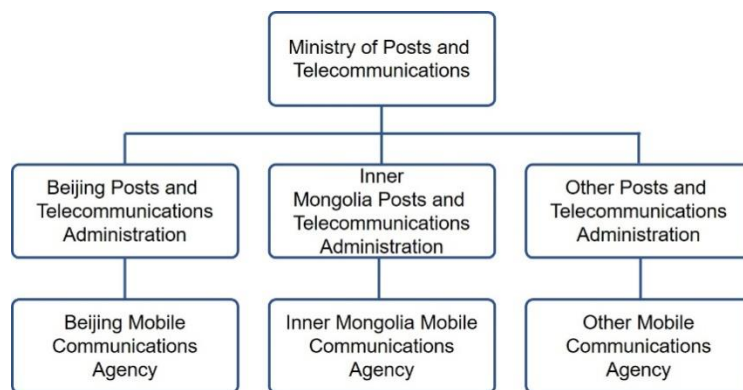 Ministry of Posts and
Telecommunications
Beijing Posts and
Telecommunications
Administration
Inner
Mongolia Posts and
Telecommunications
Administration
Other Posts and
Telecommunications
Administration
Beijing Mobile
Communications
Agency
Inner Mongolia Mobile
Communications
Agency
Other Mobile
Communications
Agency